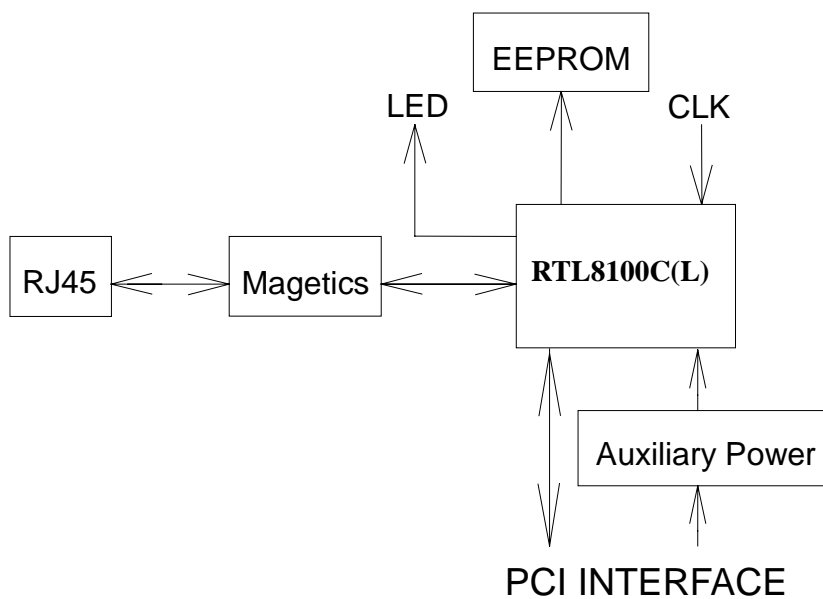 EEPROM
LED
CLK
RJ45
Magetics
RTL8100C(L)
Auxiliary Power
PCI INTERFACE